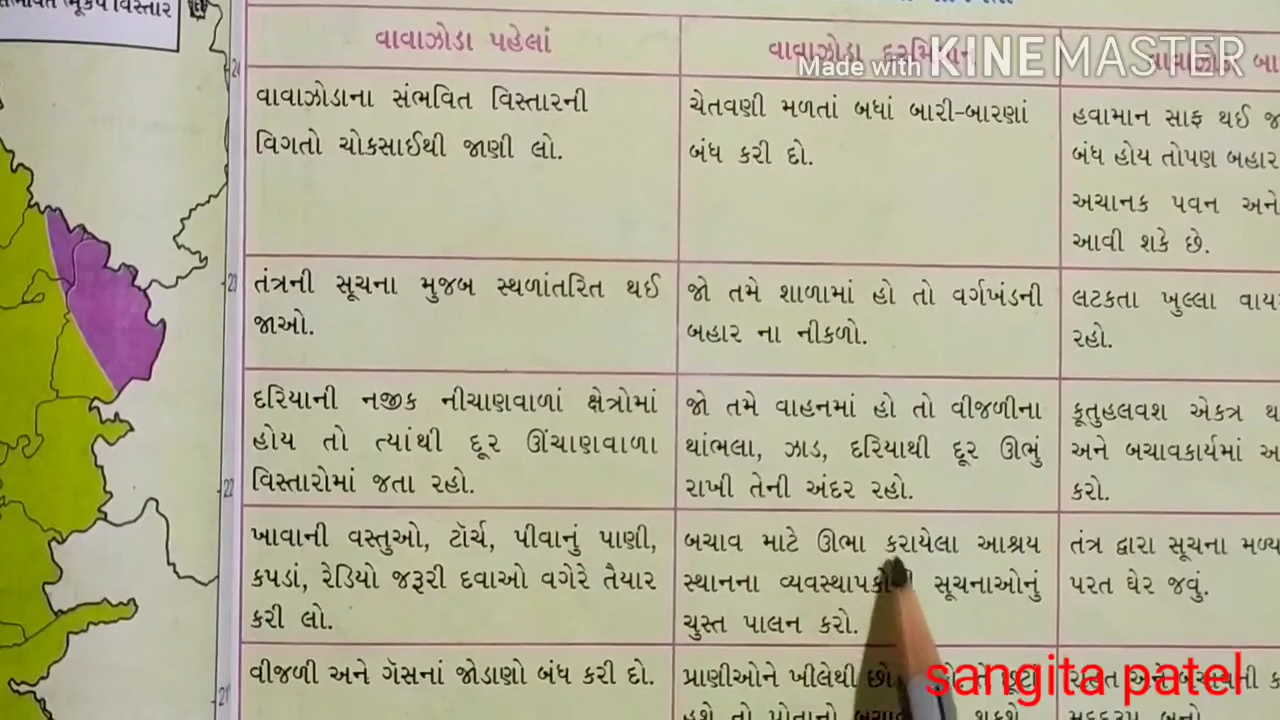 વિસ્તાર
વાવાઝોડા પહેલાં
વાવાઝોડા
Made with KINEMASTER
24
વાવાઝોડાના સંભવિત વિસ્તારની
વિગતો ચોકસાઈથી જાણી લો.
ચેતવણી મળતાં બધાં બારી-બારણાં
બંધ કરી દો.
હવામાન સાફ થઈ
બંધ હોય તોપણ બહાર
અચાનક પવન અને
આવી શકે છે.
23
તંત્રની સૂચના મુજબ સ્થળાંતરિત થઈ
જાઓ.
જો તમે શાળામાં હો તો વર્ગખંડની
બહાર ના નીકળો.
લટકતા ખુલ્લા
રહો.
દરિયાની નજીક નીચાણવાળાં ક્ષેત્રોમાં
હોય તો ત્યાંથી દૂર ઊંચાણવાળા
વિસ્તારોમાં જતા રહો.
જો તમે વાહનમાં હો તો વીજળીના
થાંભલા, ઝાડ, દરિયાથી દૂર ઊભું
રાખી તેની અંદર રહો.
કૂતુહલવશ એકત્ર
અને બચાવકાર્યમાં
કરો.
22
ખાવાની વસ્તુઓ, ટૉર્ચ, પીવાનું પાણી,
કપડાં, રેડિયો જરૂરી દવાઓ વગેરે તૈયાર
કરી લો.
બચાવ માટે ઊભા કરાયેલા આશ્રય
સ્થાનના સૂચનાઓનું
ચુસ્ત પાલન કરો.
તંત્ર દ્વારા સૂચના
પરત ઘેર જવું.
વીજળી અને ગૅસનાં જોડાણો બંધ કરી દો.
પ્રાણીઓને ખીલેથી
21
sangita patel